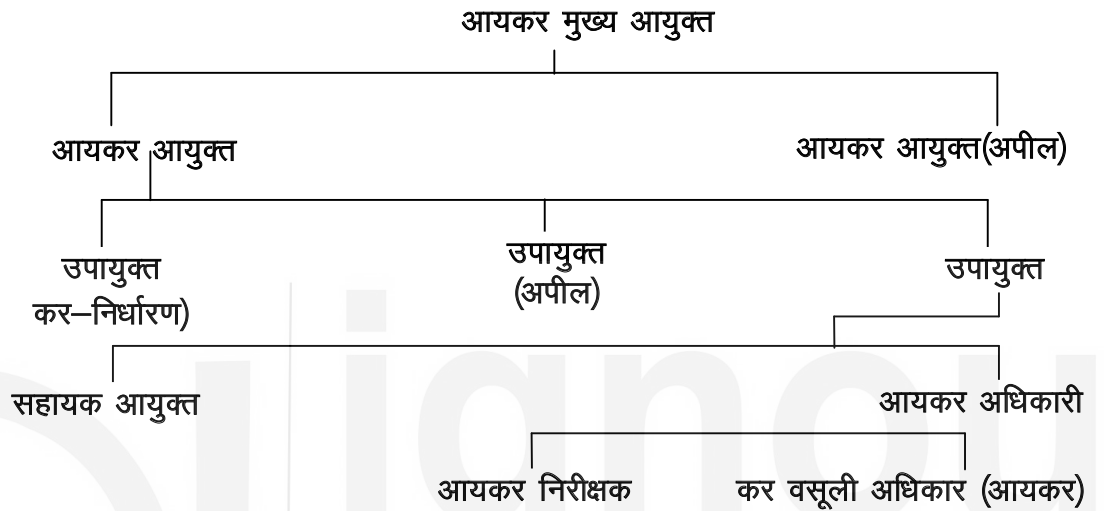 आयकर मुख्य आयुक्त
आयकर आयुक्त
आयकर आयुक्त(अपील)
उपायुक्त
कर–निर्धारण)
उपायुक्त
(अपील)
उपायुक्त
सहायक आयुक्त
आयकर अधिकारी
आयकर निरीक्षक
कर वसूली अधिकार (आयकर)
ignou